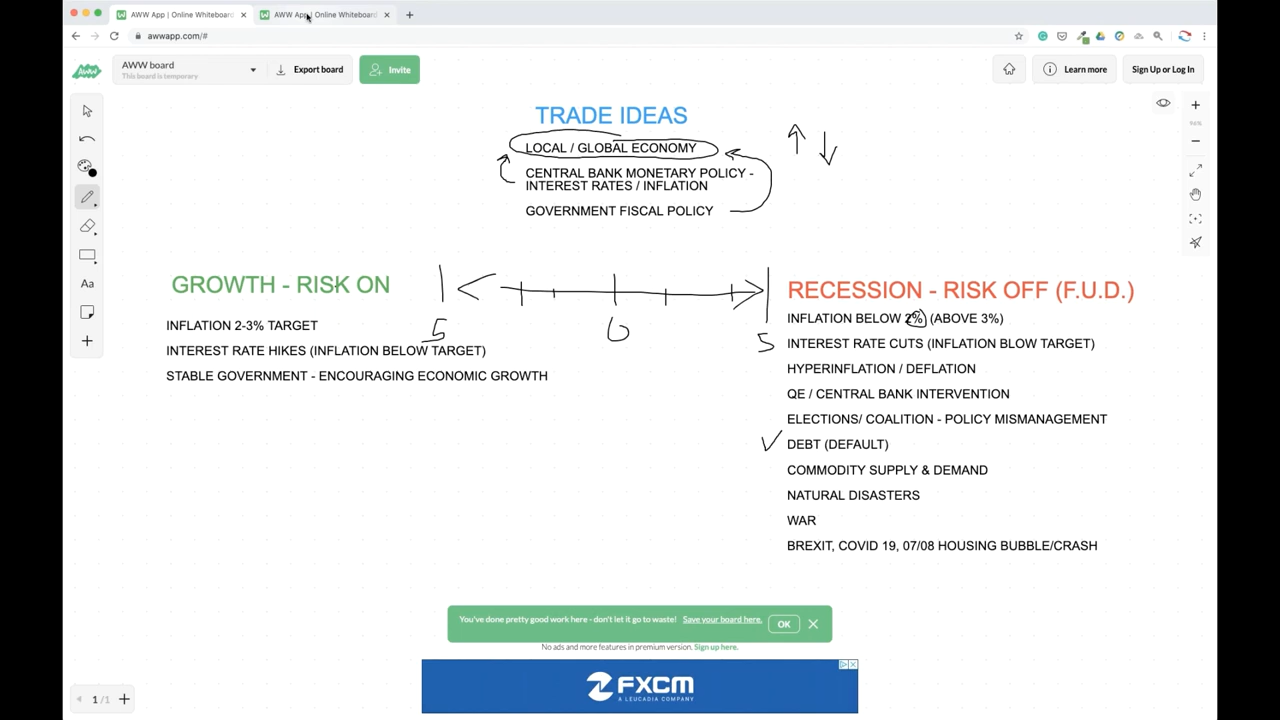 AWW App | Online Whiteboard
AWW App | Online Whiteboard
awwapp.com/#
AWW
AWW board
This board is temporary
Export board
Invite
Learn more
Sign Up or Log In
TRADE IDEAS
LOCAL / GLOBAL ECONOMY
CENTRAL BANK MONETARY POLICY -
INTEREST RATES / INFLATION
GOVERNMENT FISCAL POLICY
96%
GROWTH - RISK ON
INFLATION 2-3% TARGET
INTEREST RATE HIKES (INFLATION BELOW TARGET)
STABLE GOVERNMENT - ENCOURAGING ECONOMIC GROWTH
5
0
5
RECESSION - RISK OFF (F.U.D.)
INFLATION BELOW 2% (ABOVE 3%)
INTEREST RATE CUTS (INFLATION BLOW TARGET)
HYPERINFLATION / DEFLATION
QE / CENTRAL BANK INTERVENTION
ELECTIONS/ COALITION - POLICY MISMANAGEMENT
DEBT (DEFAULT)
COMMODITY SUPPLY & DEMAND
NATURAL DISASTERS
WAR
BREXIT, COVID 19, 07/08 HOUSING BUBBLE/CRASH
Aa
You've done pretty good work here - don't let it go to waste! Save your board here.
OK
No ads and more features in premium version. Sign up here.
FXCM
A LEUCADIA COMPANY
1 / 1